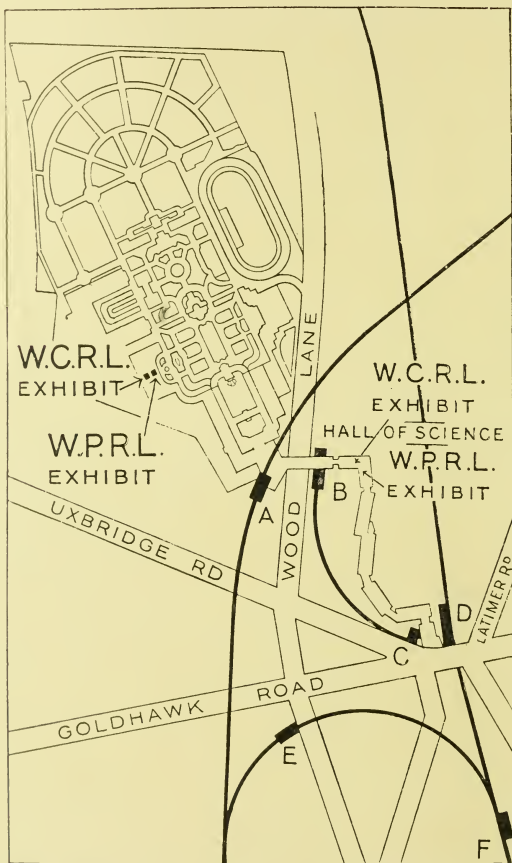 LANE
W.C.R.L.
EXHIBIT
W.P.R.L.
EXHIBIT
W.C.R.L.
EXHIBIT
HALL OF SCIENCE
W.P.R.L.
EXHIBIT
A
B
UXBRIDGE RD
WOOD
LATIMER RD
D
C
GOLDHAWK ROAD
E
F